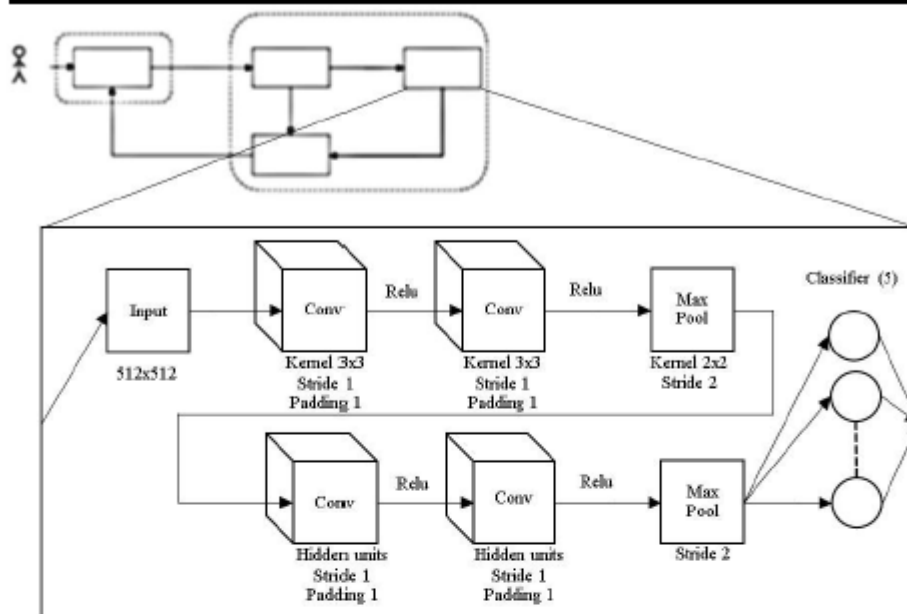 Classifier (5)
Input
Conv
Relu
Conv
Relu
Max
Pool
512x512
Kernel 3x3
Stride 1
Padding 1
Kernel 3x3
Stride 1
Padding 1
Kernel 2x2
Stride 2
Conv
Relu
Conv
Relu
Max
Pool
Hidden units
Stride 1
Padding 1
Hidden units
Stride 1
Padding 1
Stride 2